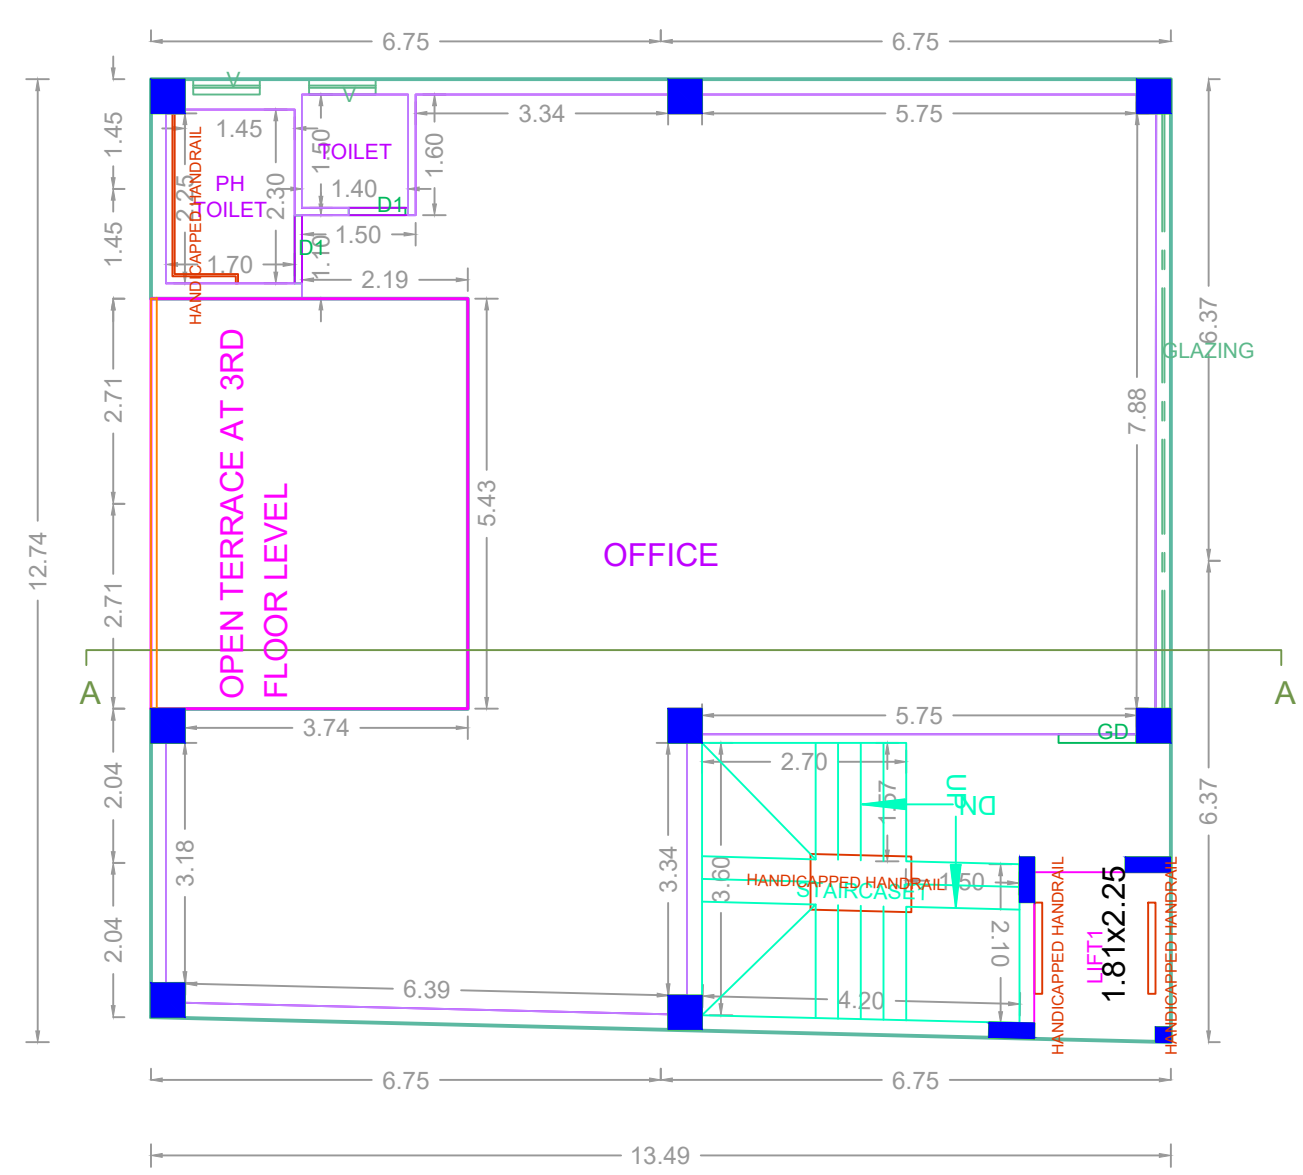 6.75
6.75
V
V
3.34
5.75
1.45
1.45
1.50
TOILET
1.60
HANDICAPPED HANDRAIL
PH
TOILET
2.25
2.30
1.40
D1
1.45
D1
1.10
1.50
1.70
2.19
6.37
GLAZING
2.71
7.88
OPEN TERRACE AT 3RD
FLOOR LEVEL
5.43
12.74
OFFICE
2.71
A
A
3.74
5.75
GD
2.70
2.04
1.57
UP
DN
6.37
3.18
3.34
3.60
HANDICAPPED HANDRAIL
1.50
STAIRCASE1
2.04
2.10
HANDICAPPED HANDRAIL
LIFT1
1.81x2.25
HANDICAPPED HANDRAIL
6.39
4.20
6.75
6.75
13.49